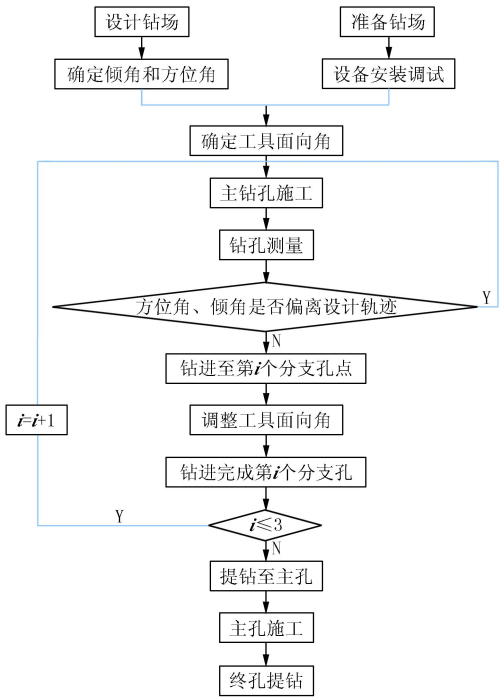 设计钻场
准备钻场
确定倾角和方位角
设备安装调试
确定工具面向角
主钻孔施工
钻孔测量
方位角、倾角是否偏离设计轨迹
Y
N
钻进至第i个分支孔点
i=i+1
调整工具面向角
钻进完成第i个分支孔
Y
i≤3
N
提钻至主孔
主孔施工
终孔提钻